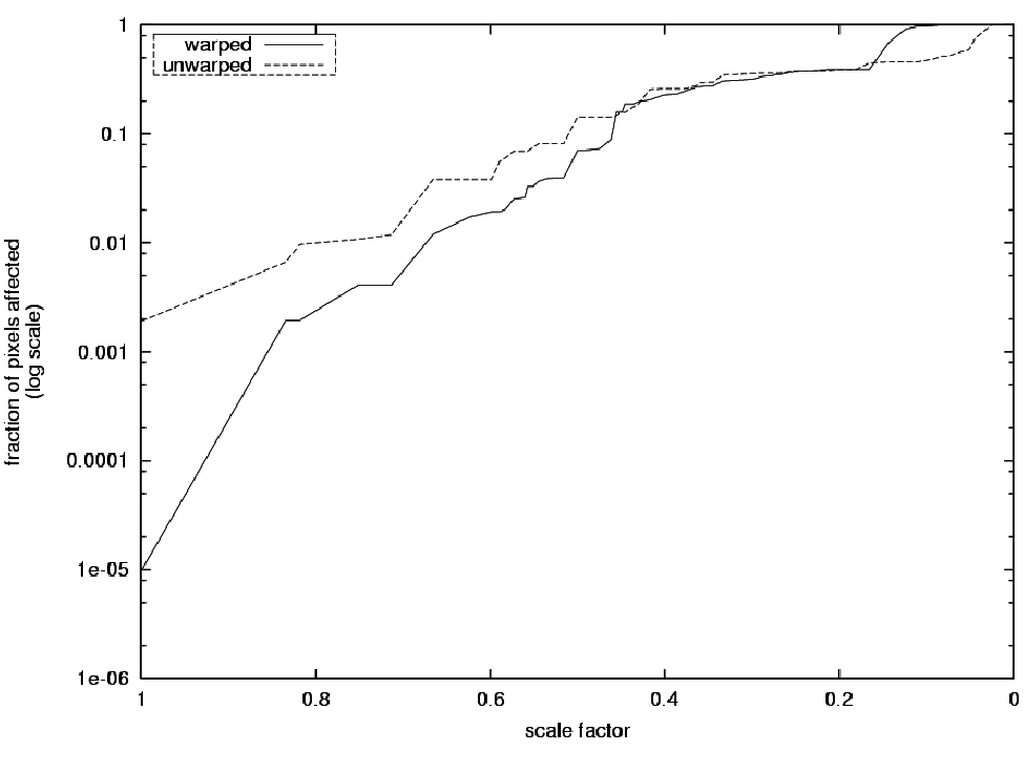 warped
unwarped
1
0.1
0.01
0.001
0.0001
1e-05
1e-06
fraction of pixels affected
(log scale)
1 0.8 0.6 0.4 0.2 0
scale factor